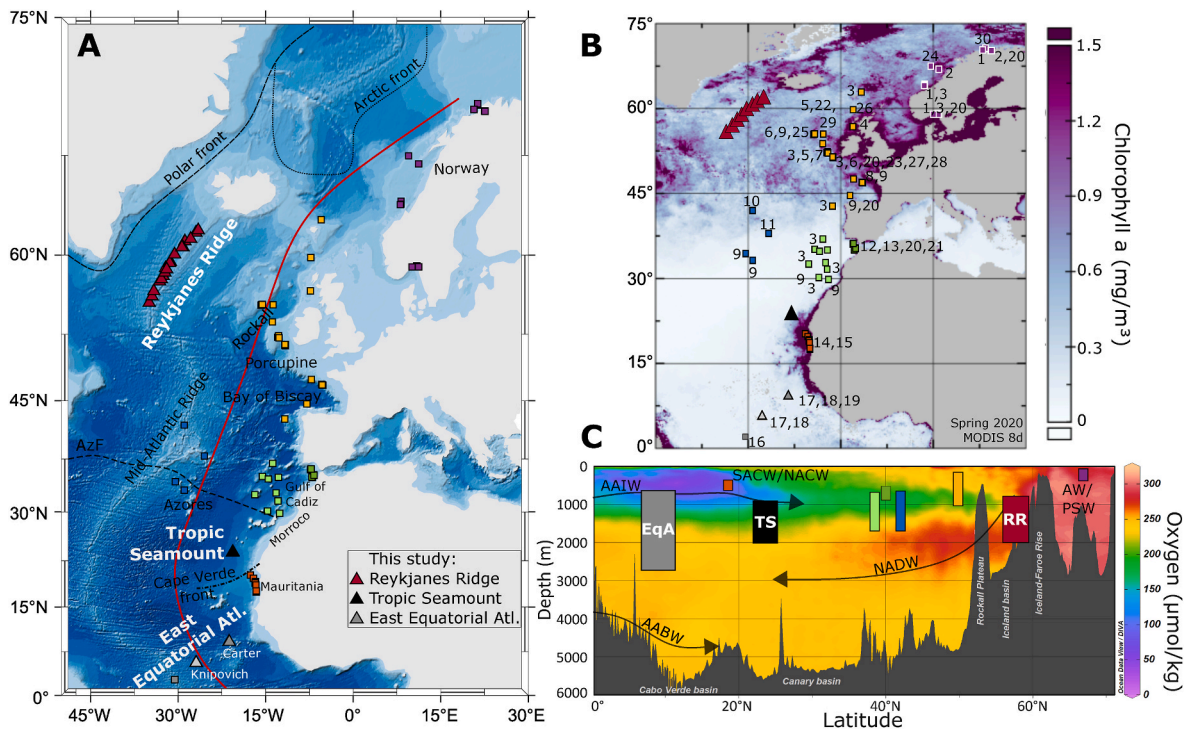 A
75°N
60°N
45°N
30°N
15°N
0°
45°W
30°W
15°W
0°
15°E
30°E
Polar front
Arctic front
Norway
Reykjanes Ridge
Rockall
Porcupine
Bay of Biscay
Mid-Atlantic Ridge
AzF
Azores
Gulf of
Cadiz
Morroco
Tropic
Seamount
Cape Verde
front
Mauritania
East
Equatorial Atl.
Carter
Knipovich
This study:
Reykjanes Ridge
Tropic Seamount
East Equatorial Atl.
B
75°
60°
45°
30°
15°
0°
30
1
2,20
24
2
1,3
1,3,20
3
5,22,
26
29
4
6,9,25
3,5,7
3,6,20,23,27,28
8,9
9,20
3
10
11
9
9
12,13,20,21
3
3
3
9
3
9
14,15
17,18,19
17,18
16
Spring 2020
MODIS 8d
1.5
1.2
0.9
0.6
0.3
0
Chlorophyll a (mg/m³)
C
0
1000
2000
3000
4000
5000
6000
Depth (m)
0°
20°N
40°N
60°N
Latitude
AAIW
SACW/NACW
AW/
PSW
EqA
TS
RR
NADW
AABW
Cabo Verde basin
Canary basin
Rockall Plateau
Iceland basin
Iceland-Faroe Rise
Ocean Data View / DIVA
300
250
200
150
100
50
0
Oxygen (µmol/kg)